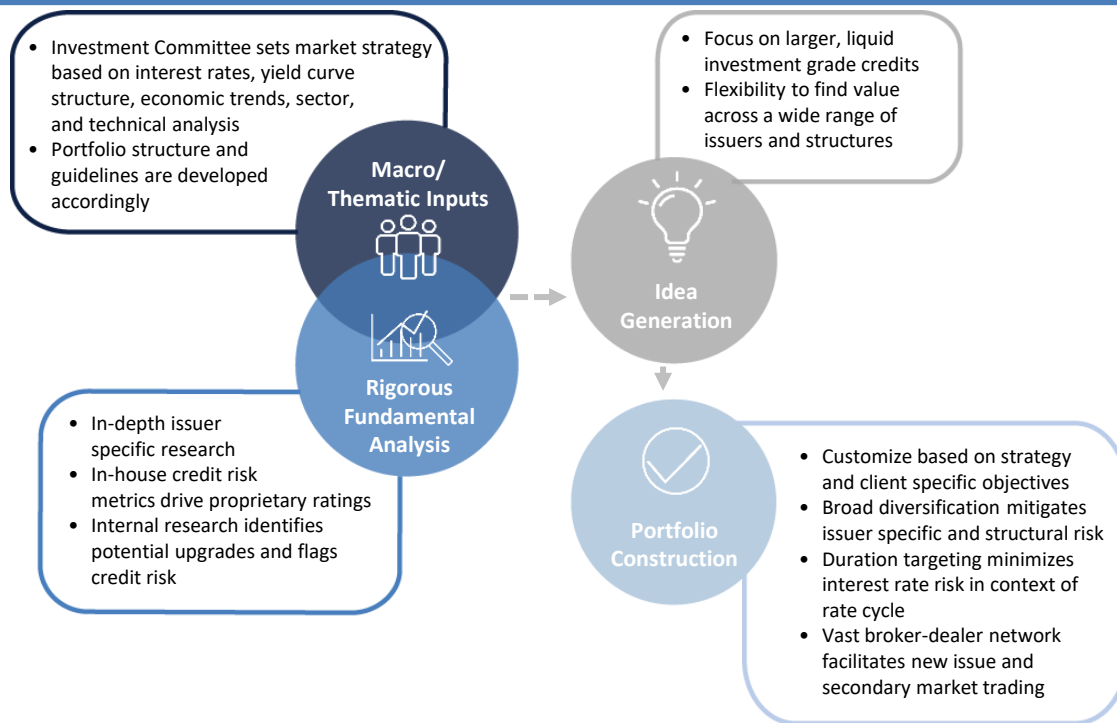 • Investment Committee sets market strategy
based on interest rates, yield curve
structure, economic trends, sector,
and technical analysis
• Portfolio structure and
guidelines are developed
accordingly
Macro/
Thematic Inputs
Rigorous
Fundamental
Analysis
• In-depth issuer
specific research
• In-house credit risk
metrics drive proprietary ratings
• Internal research identifies
potential upgrades and flags
credit risk
• Focus on larger, liquid
investment grade credits
• Flexibility to find value
across a wide range of
issuers and structures
Idea
Generation
Portfolio
Construction
• Customize based on strategy
and client specific objectives
• Broad diversification mitigates
issuer specific and structural risk
• Duration targeting minimizes
interest rate risk in context of
rate cycle
• Vast broker-dealer network
facilitates new issue and
secondary market trading